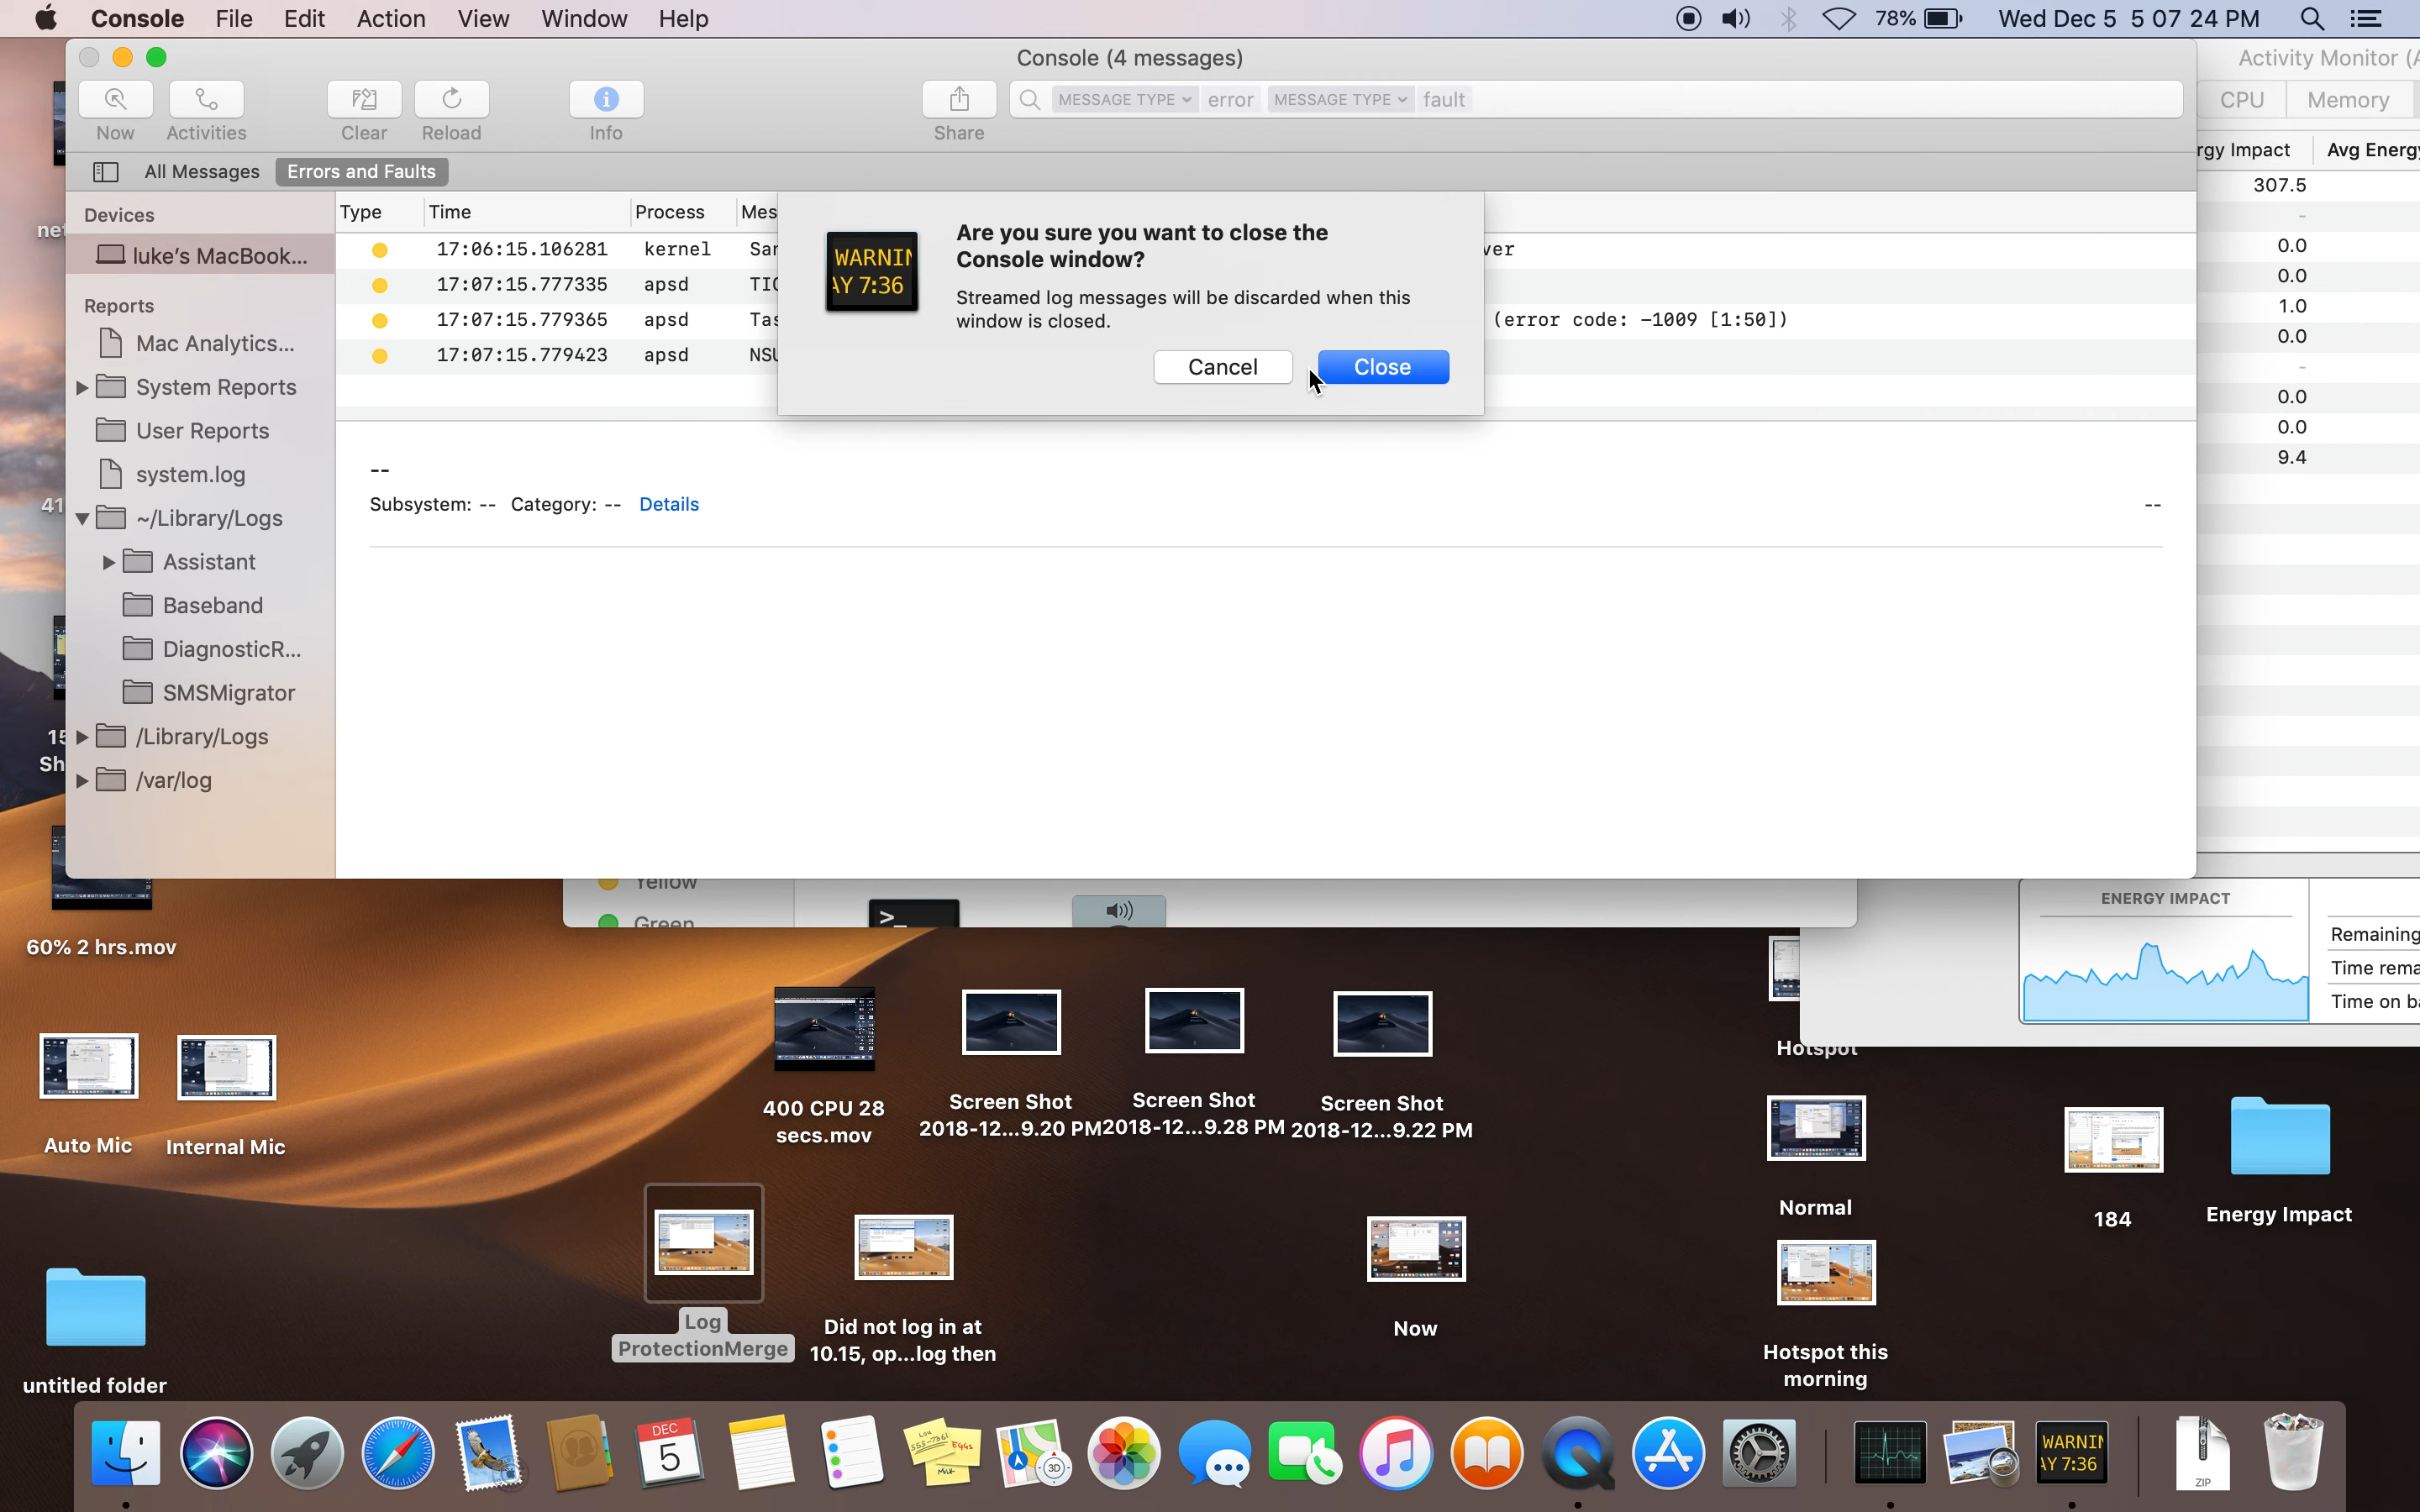 Console File Edit Action View Window Help 78% Wed Dec 5 5 07 24 PM
Console (4 messages)
Activity Monitor (A
MESSAGE TYPE error MESSAGE TYPE fault
CPU Memory
Now Activities Clear Reload Info Share
All Messages Errors and Faults
rgy Impact Avg Energy
Devices
luke's MacBook...
Reports
Mac Analytics...
System Reports
User Reports
system.log
~/Library/Logs
Assistant
Baseband
DiagnosticR...
SMSMigrator
/Library/Logs
/var/log
Type Time Process Mes
17:06:15.106281 kernel San ver
17:07:15.777335 apsd TIC
17:07:15.779365 apsd Tas (error code: -1009 [1:50])
17:07:15.779423 apsd NSU
WARNIN
AY 7:36
Are you sure you want to close the
Console window?
Streamed log messages will be discarded when this
window is closed.
Cancel Close
--
Subsystem: -- Category: -- Details --
307.5
-
0.0
0.0
1.0
0.0
-
0.0
0.0
9.4
net
41
15
Sh
Yellow
Green
>_
ENERGY IMPACT
Remaining
Time rema
Time on ba
60% 2 hrs.mov
Auto Mic
Internal Mic
400 CPU 28
secs.mov
Screen Shot
2018-12...9.20 PM
Screen Shot
2018-12...9.28 PM
Screen Shot
2018-12...9.22 PM
Hotspot
Normal
184
Energy Impact
Log
ProtectionMerge
Did not log in at
10.15, op...log then
Now
Hotspot this
morning
untitled folder
DEC
5
3D
WARNIN
AY 7:36
ZIP